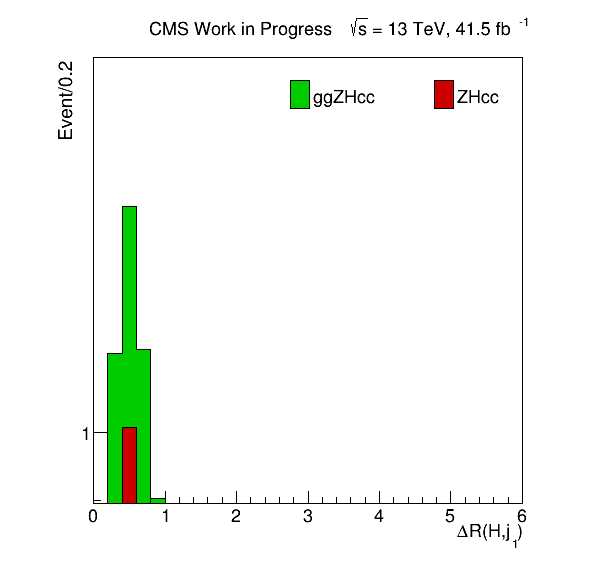 CMS Work in Progress √s = 13 TeV, 41.5 fb⁻¹
Event/0.2
ggZHcc ZHcc
1
0 1 2 3 4 5 6
ΔR(H,j₁)